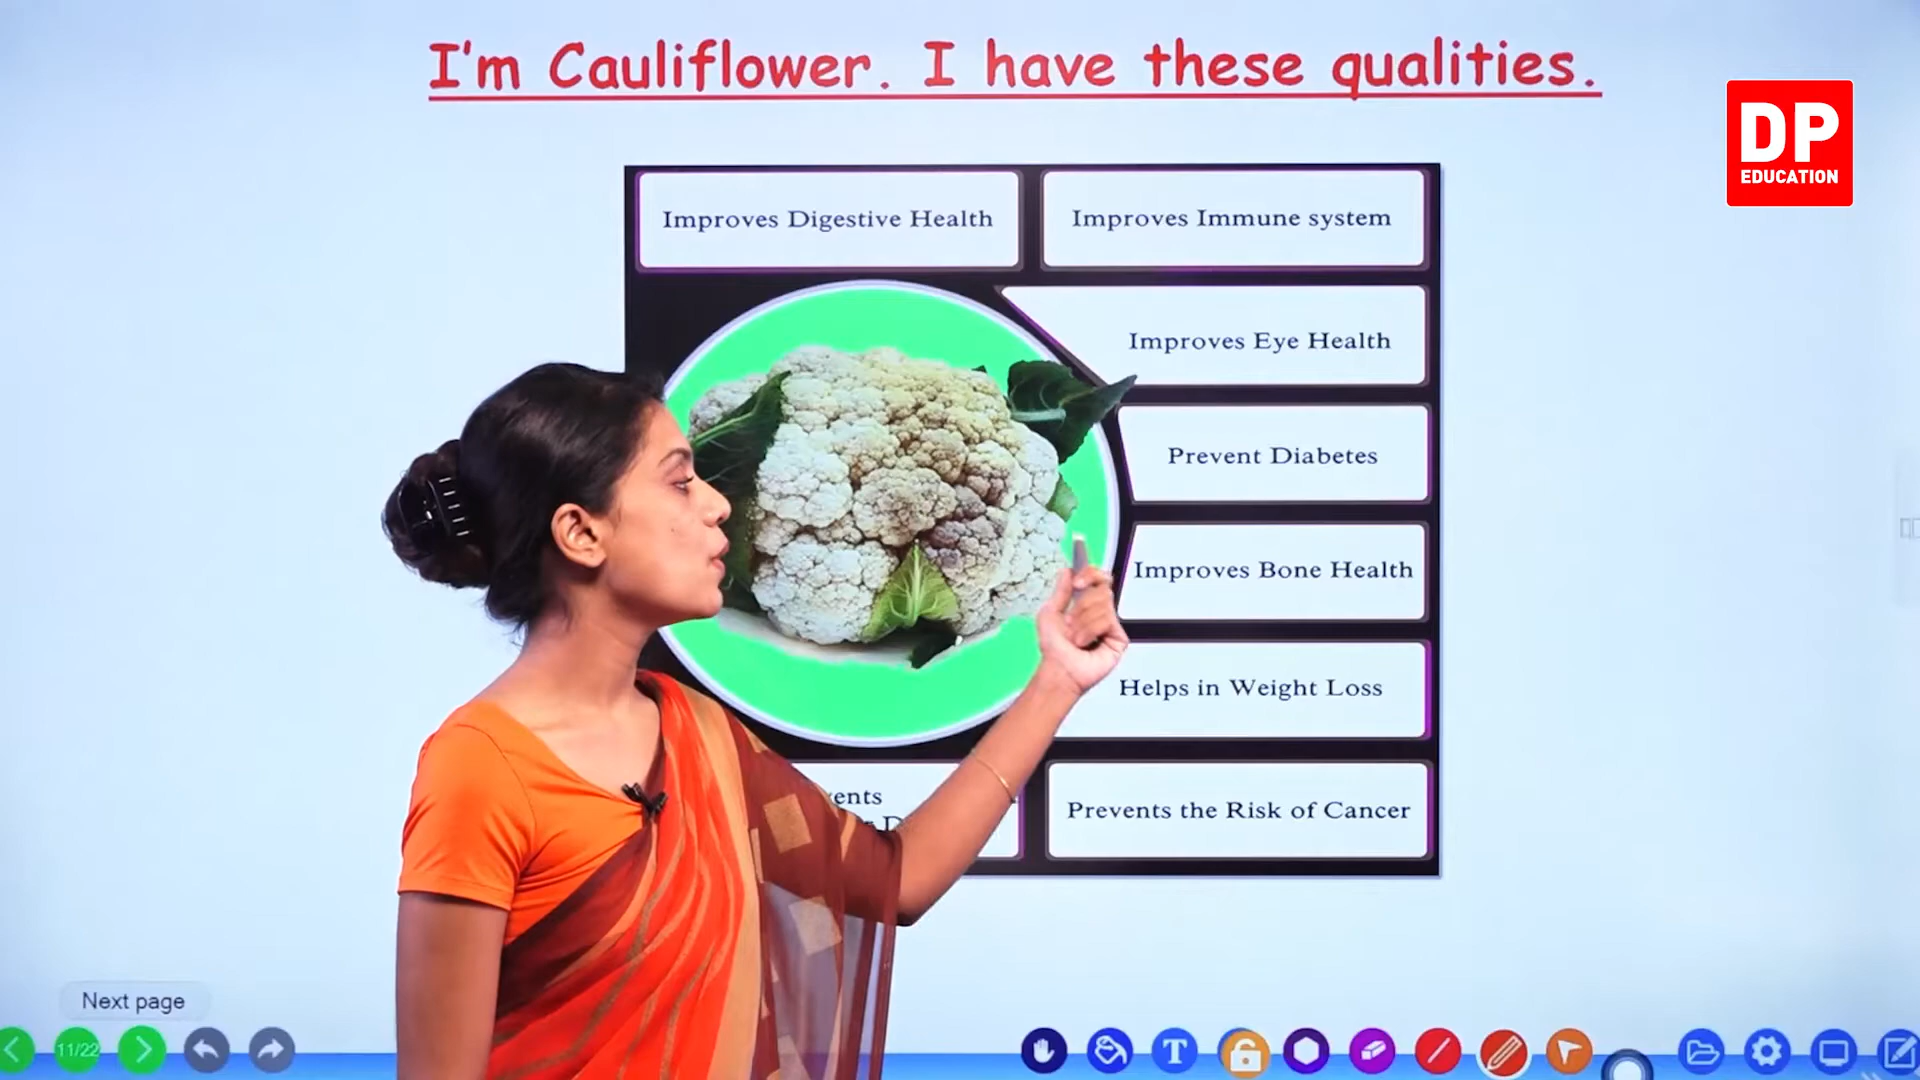 I'm Cauliflower. I have these qualities.
DP
EDUCATION
Improves Digestive Health
Improves Immune system
Improves Eye Health
Prevent Diabetes
Improves Bone Health
Helps in Weight Loss
Prevents the Risk of Cancer
Next page
11/22
T